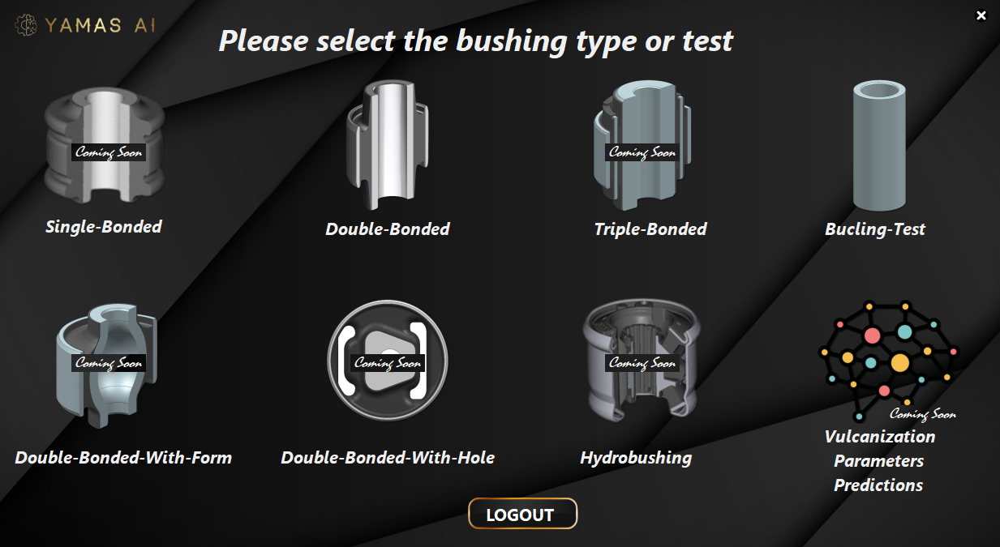 YAMAS AI
Please select the bushing type or test
Coming Soon
Coming Soon
Single-Bonded
Double-Bonded
Triple-Bonded
Bucling-Test
Coming Soon
Coming Soon
Coming Soon
Coming Soon
Double-Bonded-With-Form
Double-Bonded-With-Hole
Hydrobushing
Vulcanization
Parameters
Predictions
LOGOUT